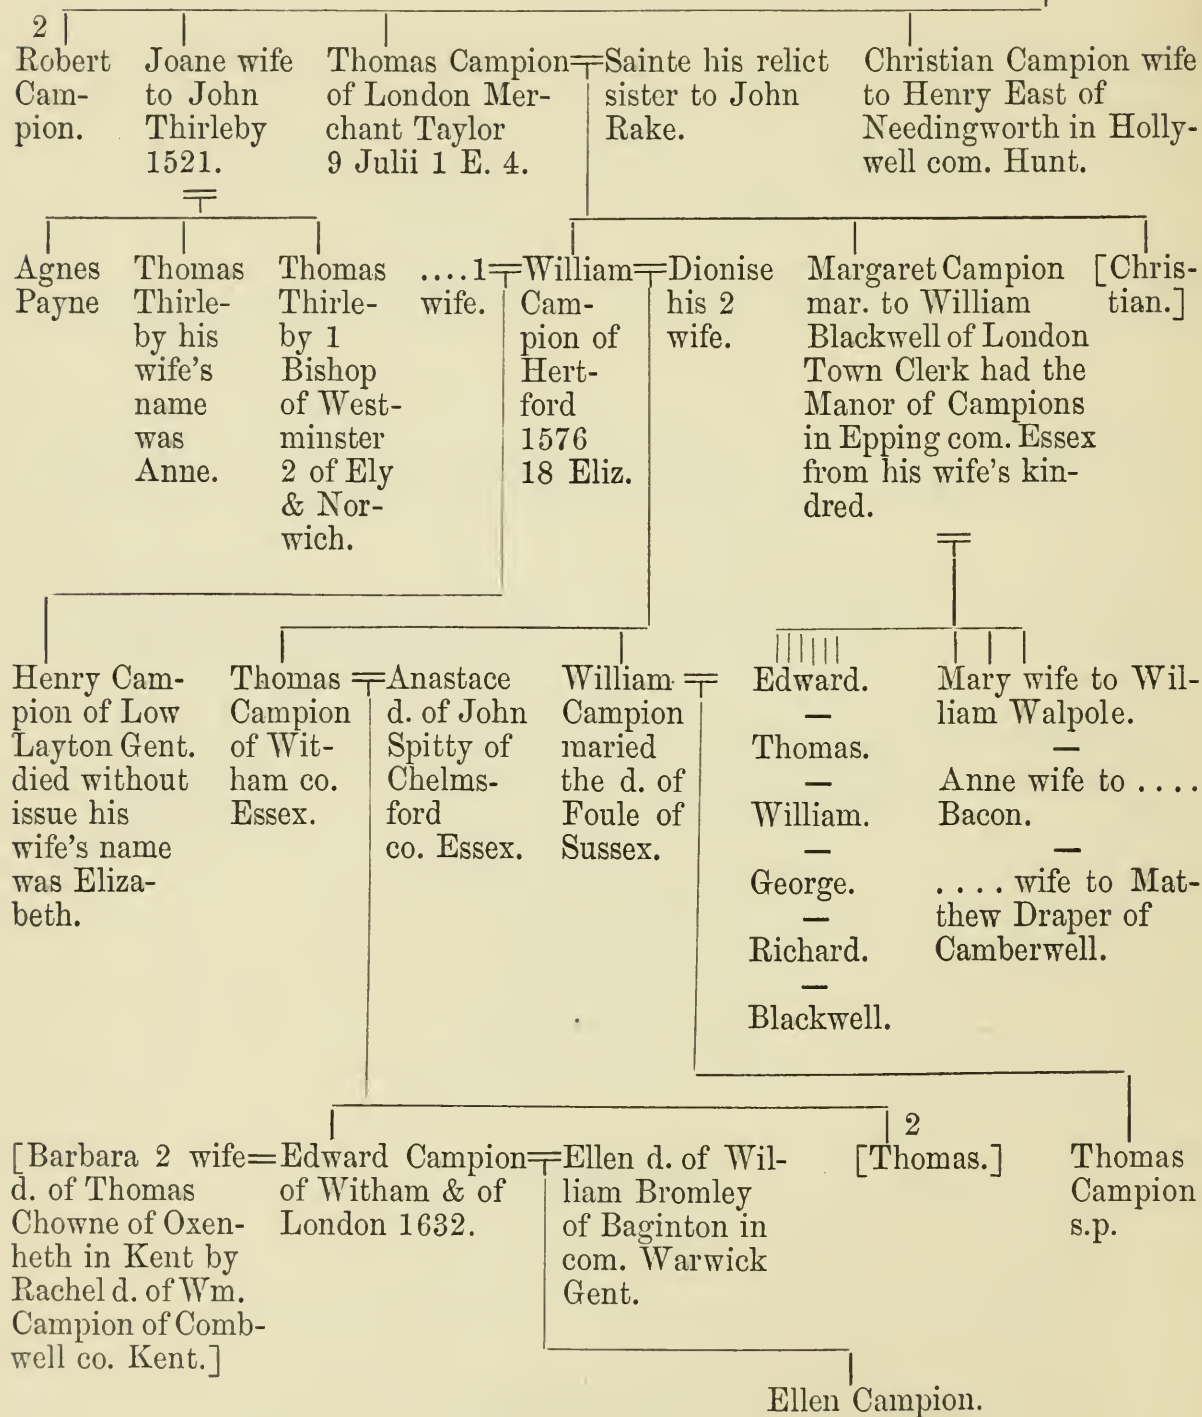 2
Robert
Cam-
pion.
Joane wife
to John
Thirleby
1521.
Thomas Campion
of London Mer-
chant Taylor
9 Julii 1 E. 4.
Sainte his relict
sister to John
Rake.
Christian Campion wife
to Henry East of
Needingworth in Holly-
well com. Hunt.
Agnes
Payne
Thomas
Thirle-
by his
wife's
name
was
Anne.
Thomas
Thirle-
by 1
Bishop
of West-
minster
2 of Ely
& Nor-
wich.
....1
wife.
William
Cam-
pion of
Hert-
ford
1576
18 Eliz.
Dionise
his 2
wife.
Margaret Campion
mar. to William
Blackwell of London
Town Clerk had the
Manor of Campions
in Epping com. Essex
from his wife's kin-
dred.
[Chris-
tian.]
Henry Cam-
pion of Low
Layton Gent.
died without
issue his
wife's name
was Eliza-
beth.
Thomas
Campion
of Wit-
ham co.
Essex.
Anastace
d. of John
Spitty of
Chelms-
ford
co. Essex.
William
Campion
maried
the d. of
Foule of
Sussex.
Edward.
—
Thomas.
—
William.
—
George.
—
Richard.
—
Blackwell.
Mary wife to Wil-
liam Walpole.
—
Anne wife to ....
Bacon.
—
.... wife to Mat-
thew Draper of
Camberwell.
[Barbara 2 wife
d. of Thomas
Chowne of Oxen-
heth in Kent by
Rachel d. of Wm.
Campion of Comb-
well co. Kent.]
Edward Campion
of Witham & of
London 1632.
Ellen d. of Wil-
liam Bromley
of Baginton in
com. Warwick
Gent.
2
[Thomas.]
Thomas
Campion
s.p.
Ellen Campion.